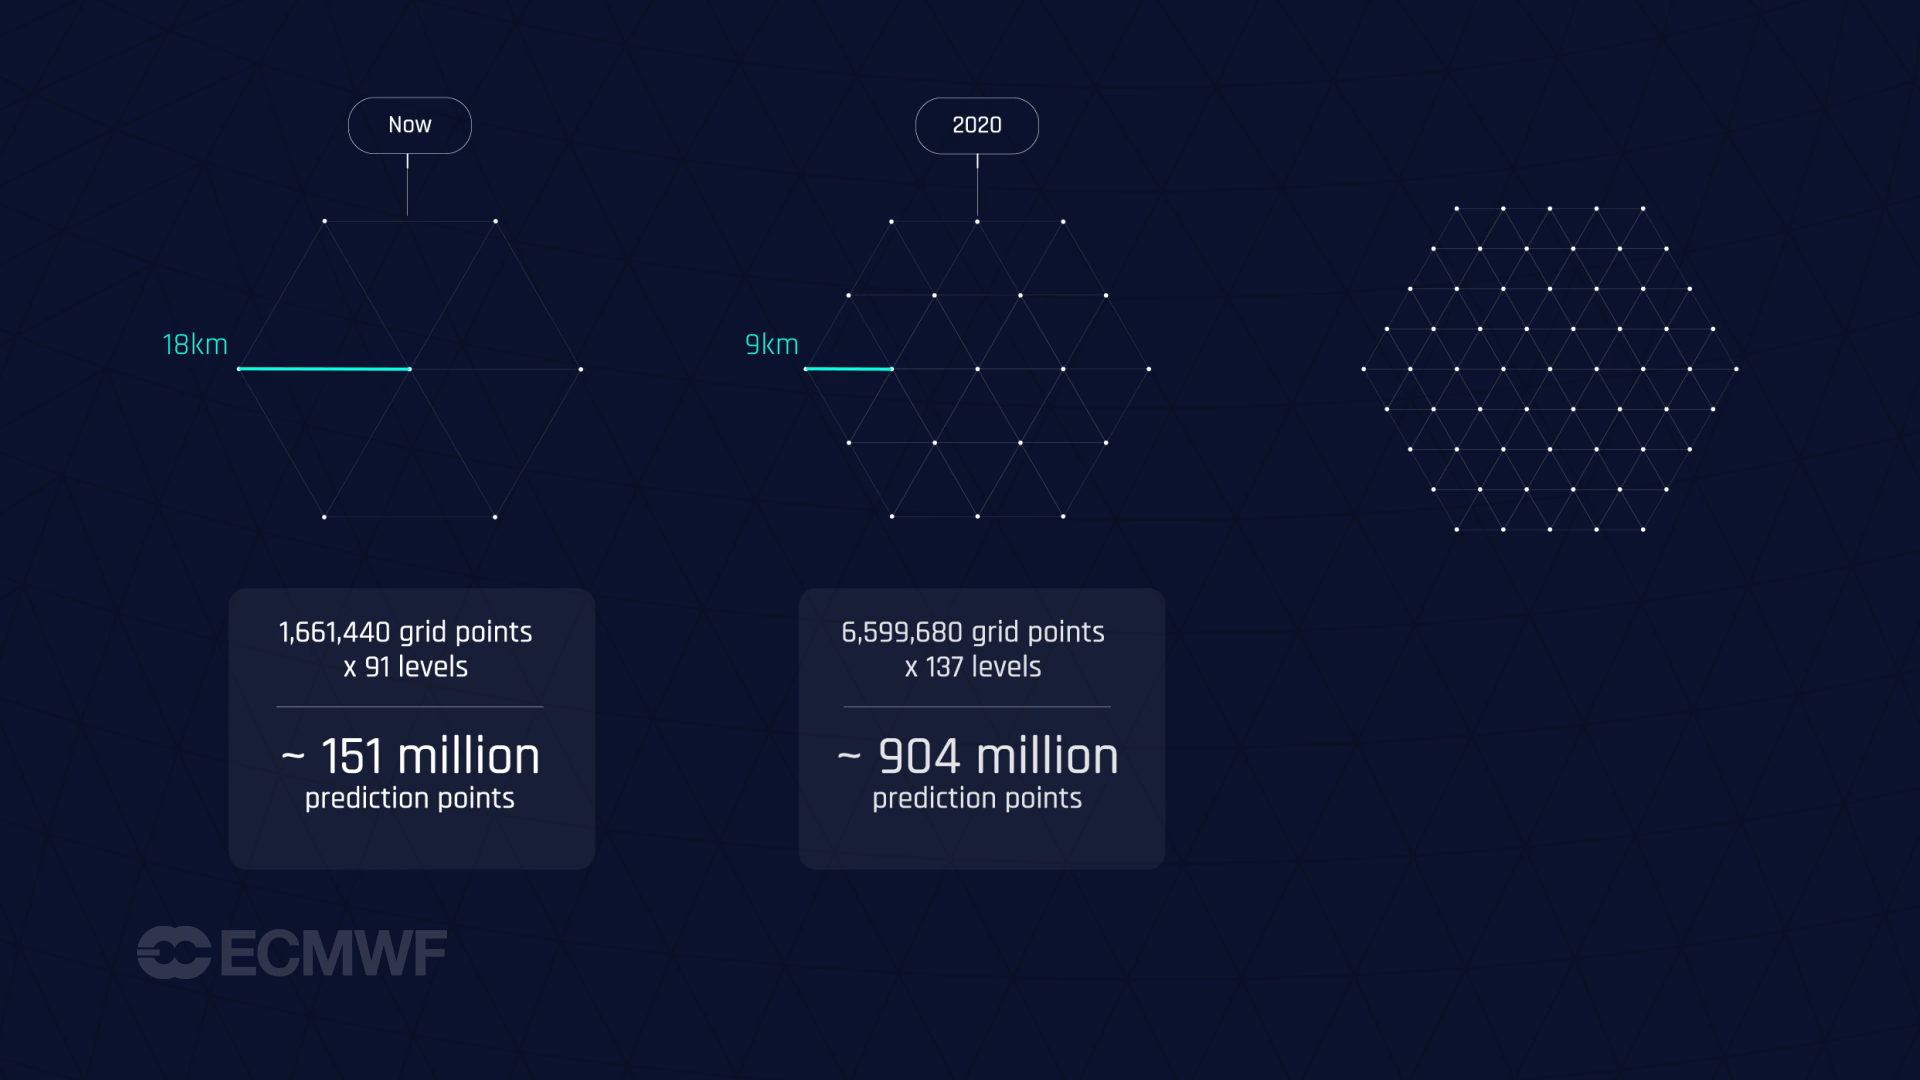 Now
2020
18km
9km
1,661,440 grid points
x 91 levels
~ 151 million
prediction points
6,599,680 grid points
x 137 levels
~ 904 million
prediction points
ECMWF